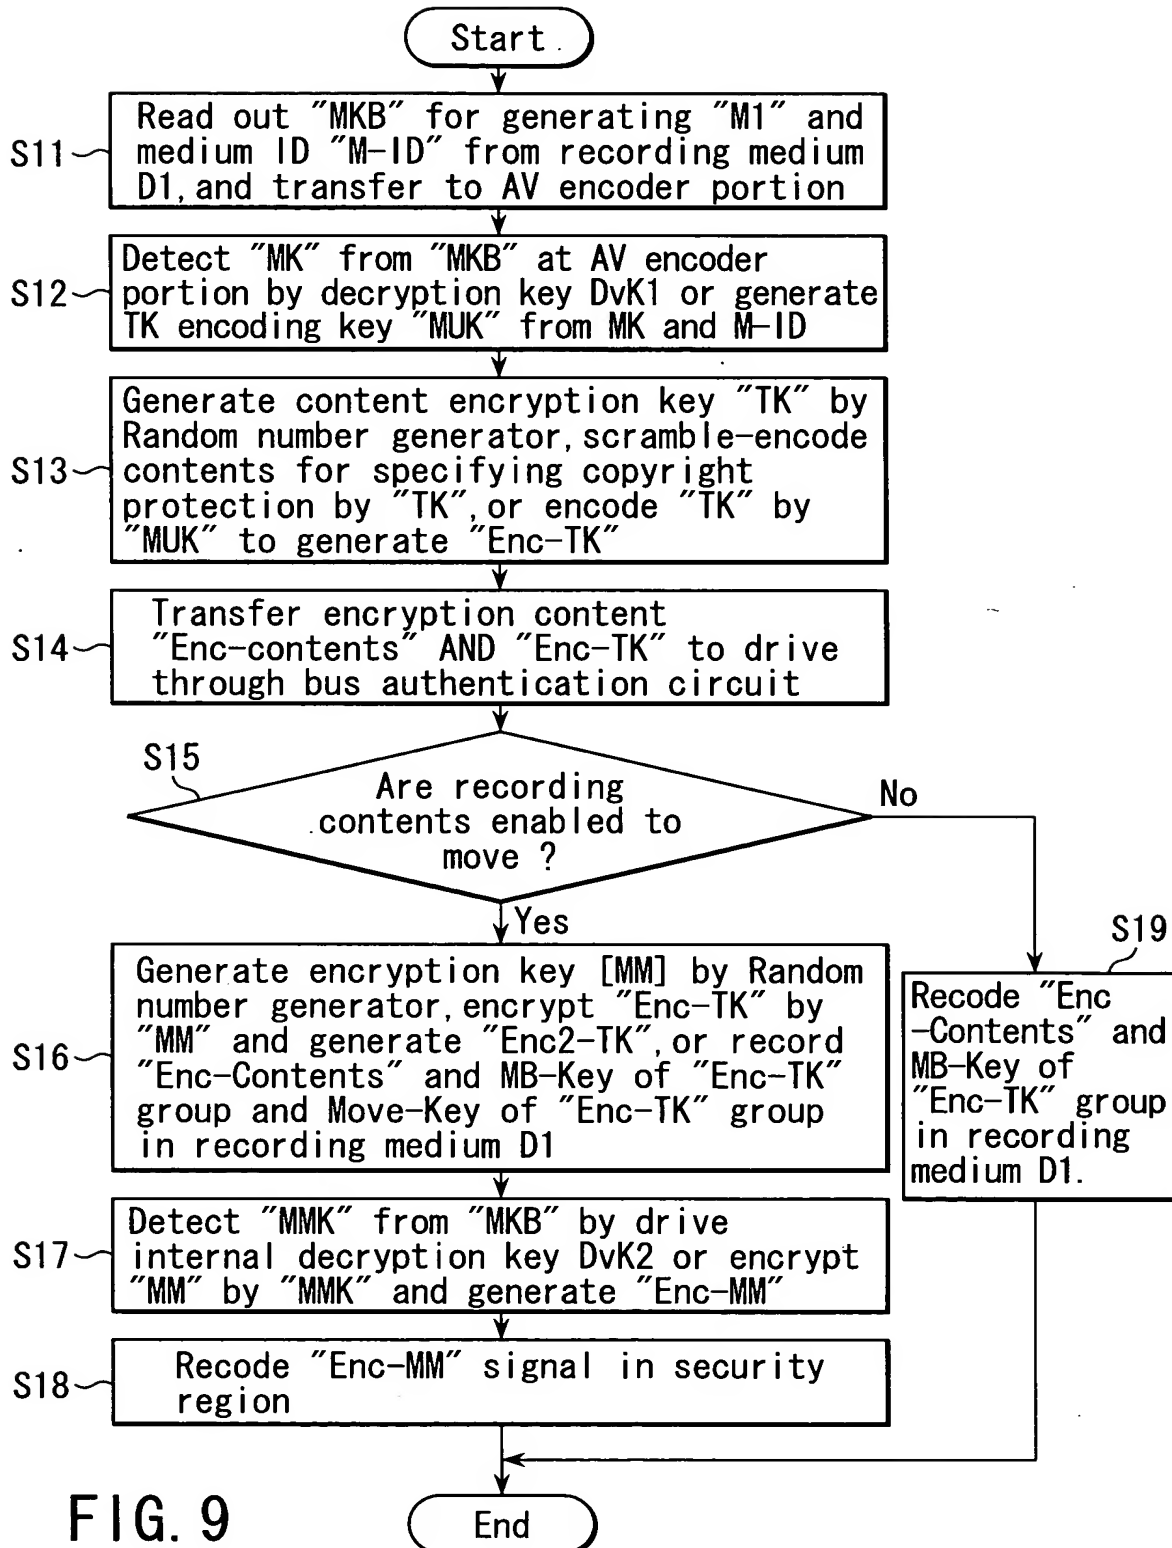 Start
S11
Read out "MKB" for generating "M1" and
medium ID "M-ID" from recording medium
D1, and transfer to AV encoder portion
S12
Detect "MK" from "MKB" at AV encoder
portion by decryption key DvK1 or generate
TK encoding key "MUK" from MK and M-ID
S13
Generate content encryption key "TK" by
Random number generator, scramble-encode
contents for specifying copyright
protection by "TK", or encode "TK" by
"MUK" to generate "Enc-TK"
S14
Transfer encryption content
"Enc-contents" AND "Enc-TK" to drive
through bus authentication circuit
S15
Are recording
contents enabled to
move ?
No
Yes
S16
Generate encryption key [MM] by Random
number generator, encrypt "Enc-TK" by
"MM" and generate "Enc2-TK", or record
"Enc-Contents" and MB-Key of "Enc-TK"
group and Move-Key of "Enc-TK" group
in recording medium D1
S19
Recode "Enc
-Contents" and
MB-Key of
"Enc-TK" group
in recording
medium D1.
S17
Detect "MMK" from "MKB" by drive
internal decryption key DvK2 or encrypt
"MM" by "MMK" and generate "Enc-MM"
S18
Recode "Enc-MM" signal in security
region
End
FIG. 9